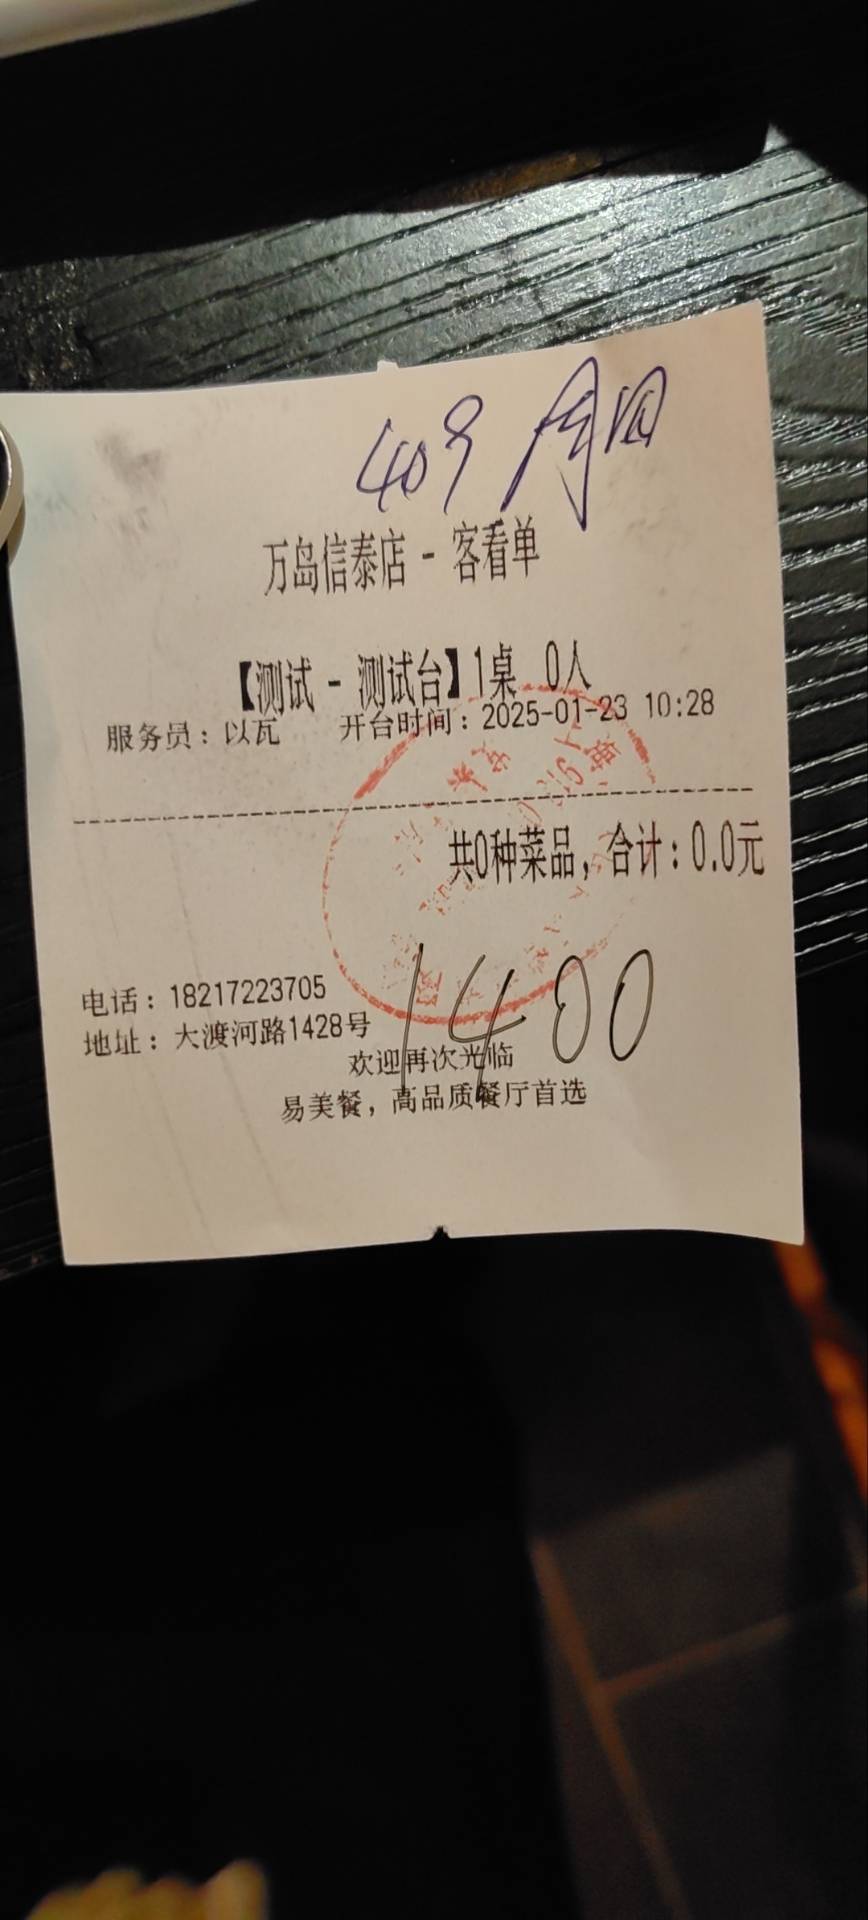 409 周四
万岛信泰店 - 客看单
【测试 - 测试台】1桌 0人
服务员：以瓦 开台时间：2025-01-23 10:28
共0种菜品，合计：0.0元
1400
电话：18217223705
地址：大渡河路1428号
欢迎再次光临
易美餐，高品质餐厅首选